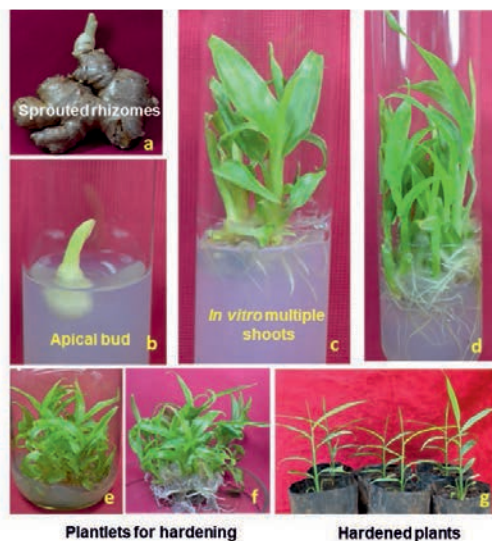 Sprouted rhizomes
a
Apical bud
b
In vitro multiple
shoots
c
d
e
f
g
Plantlets for hardening
Hardened plants